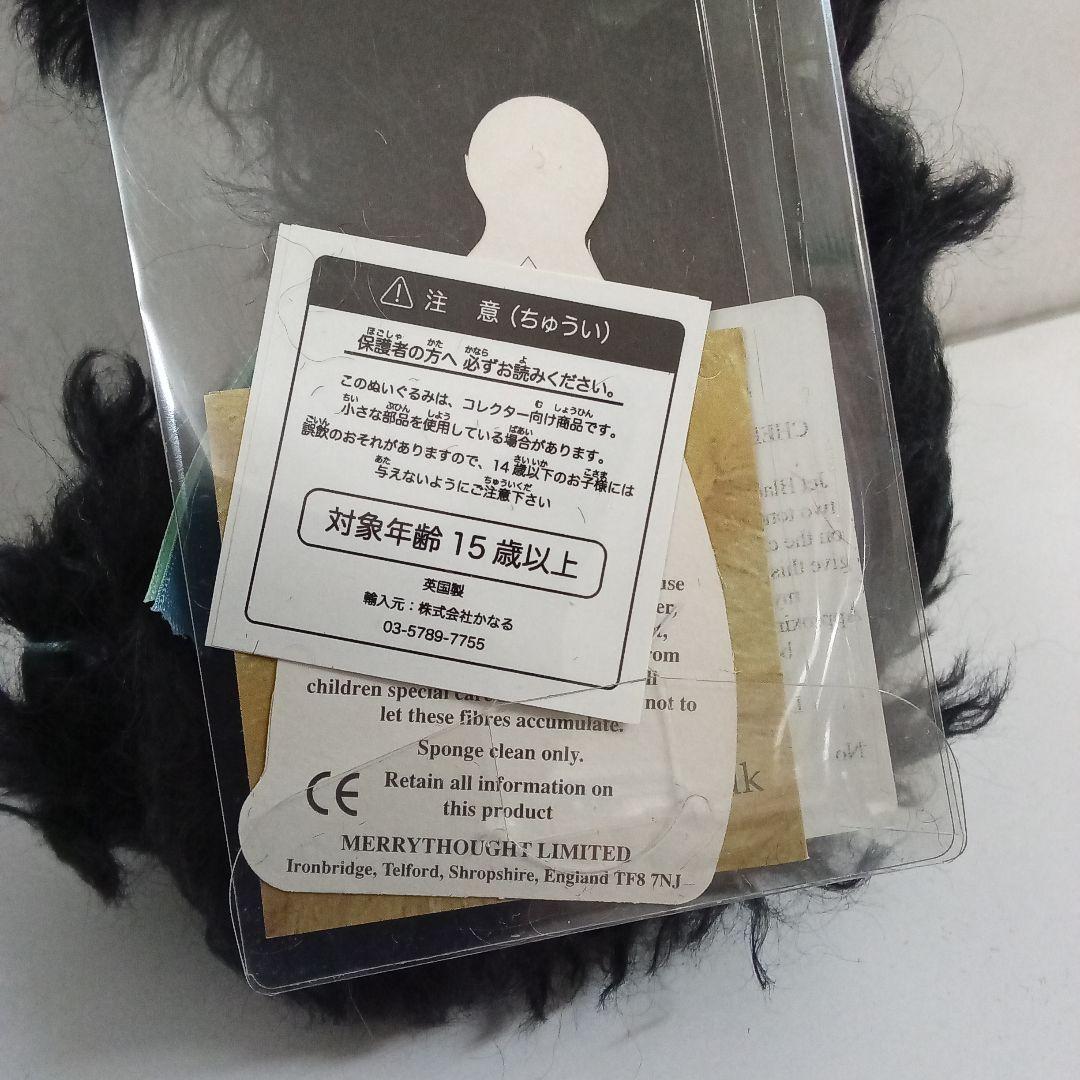 注 意 (ちゅうい)
保護者の方へ 必ずお読みください。
このぬいぐるみは、コレクター向け商品です。
小さな部品を使用している場合があります。
誤飲のおそれがありますので、14歳以下のお子様には
与えないようにご注意下さい
対象年齢 15 歳以上
英国製
輸入元：株式会社かなる
03-5789-7755
use
er,
rom
children special care not to
let these fibres accumulate.
Sponge clean only.
CE
Retain all information on
this product
MERRYTHOUGHT LIMITED
Ironbridge, Telford, Shropshire, England TF8 7NJ